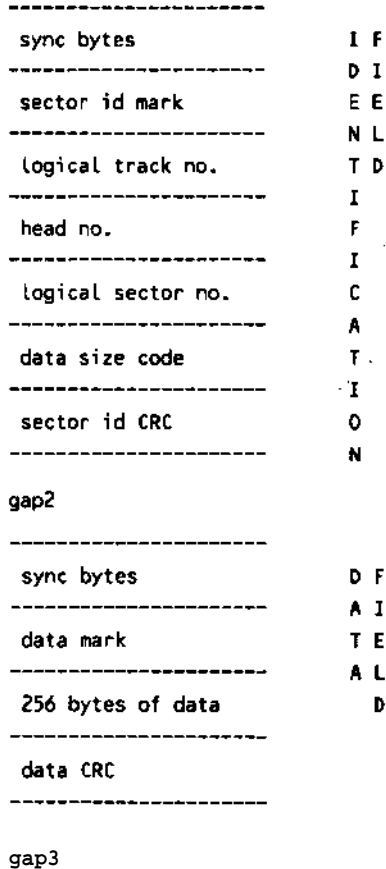 sync bytes I F
D I
sector id mark E E
N L
logical track no. T D
I
head no. F
I
logical sector no. C
A
data size code T
I
sector id CRC O
N
gap2
sync bytes D F
A I
data mark T E
A L
256 bytes of data D
data CRC
gap3